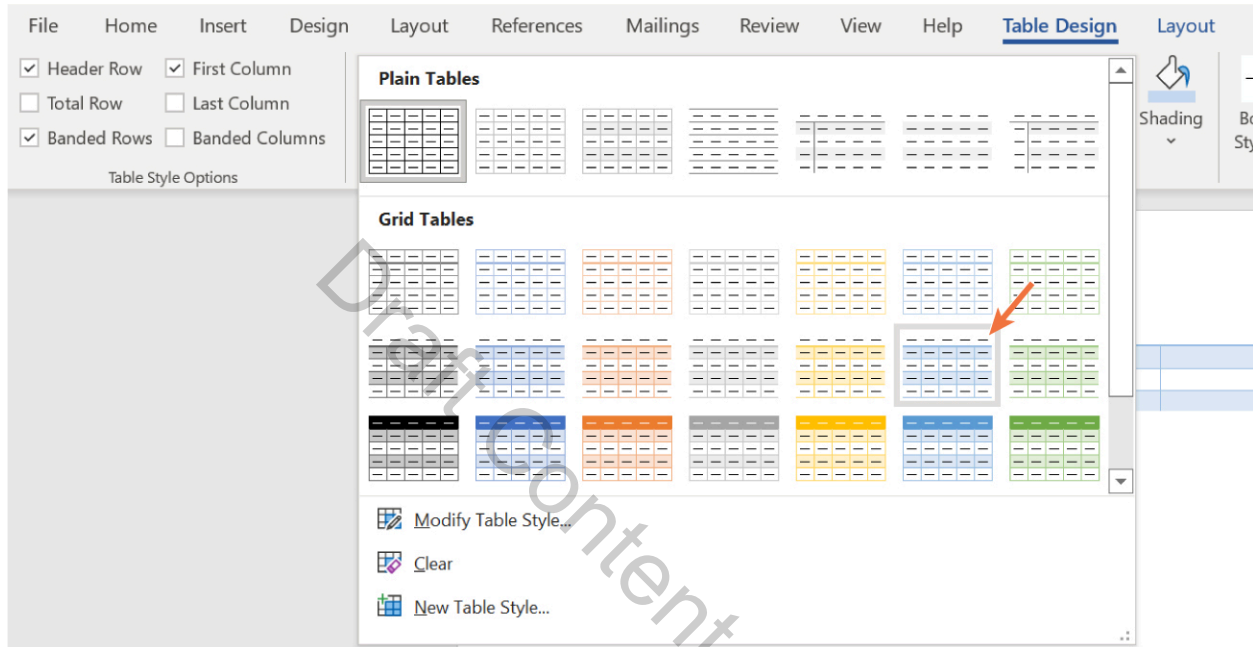 File Home Insert Design Layout References Mailings Review View Help Table Design Layout
Header Row First Column
Total Row Last Column
Banded Rows Banded Columns
Table Style Options
Plain Tables
Grid Tables
Modify Table Style...
Clear
New Table Style...
Shading
Draft Content